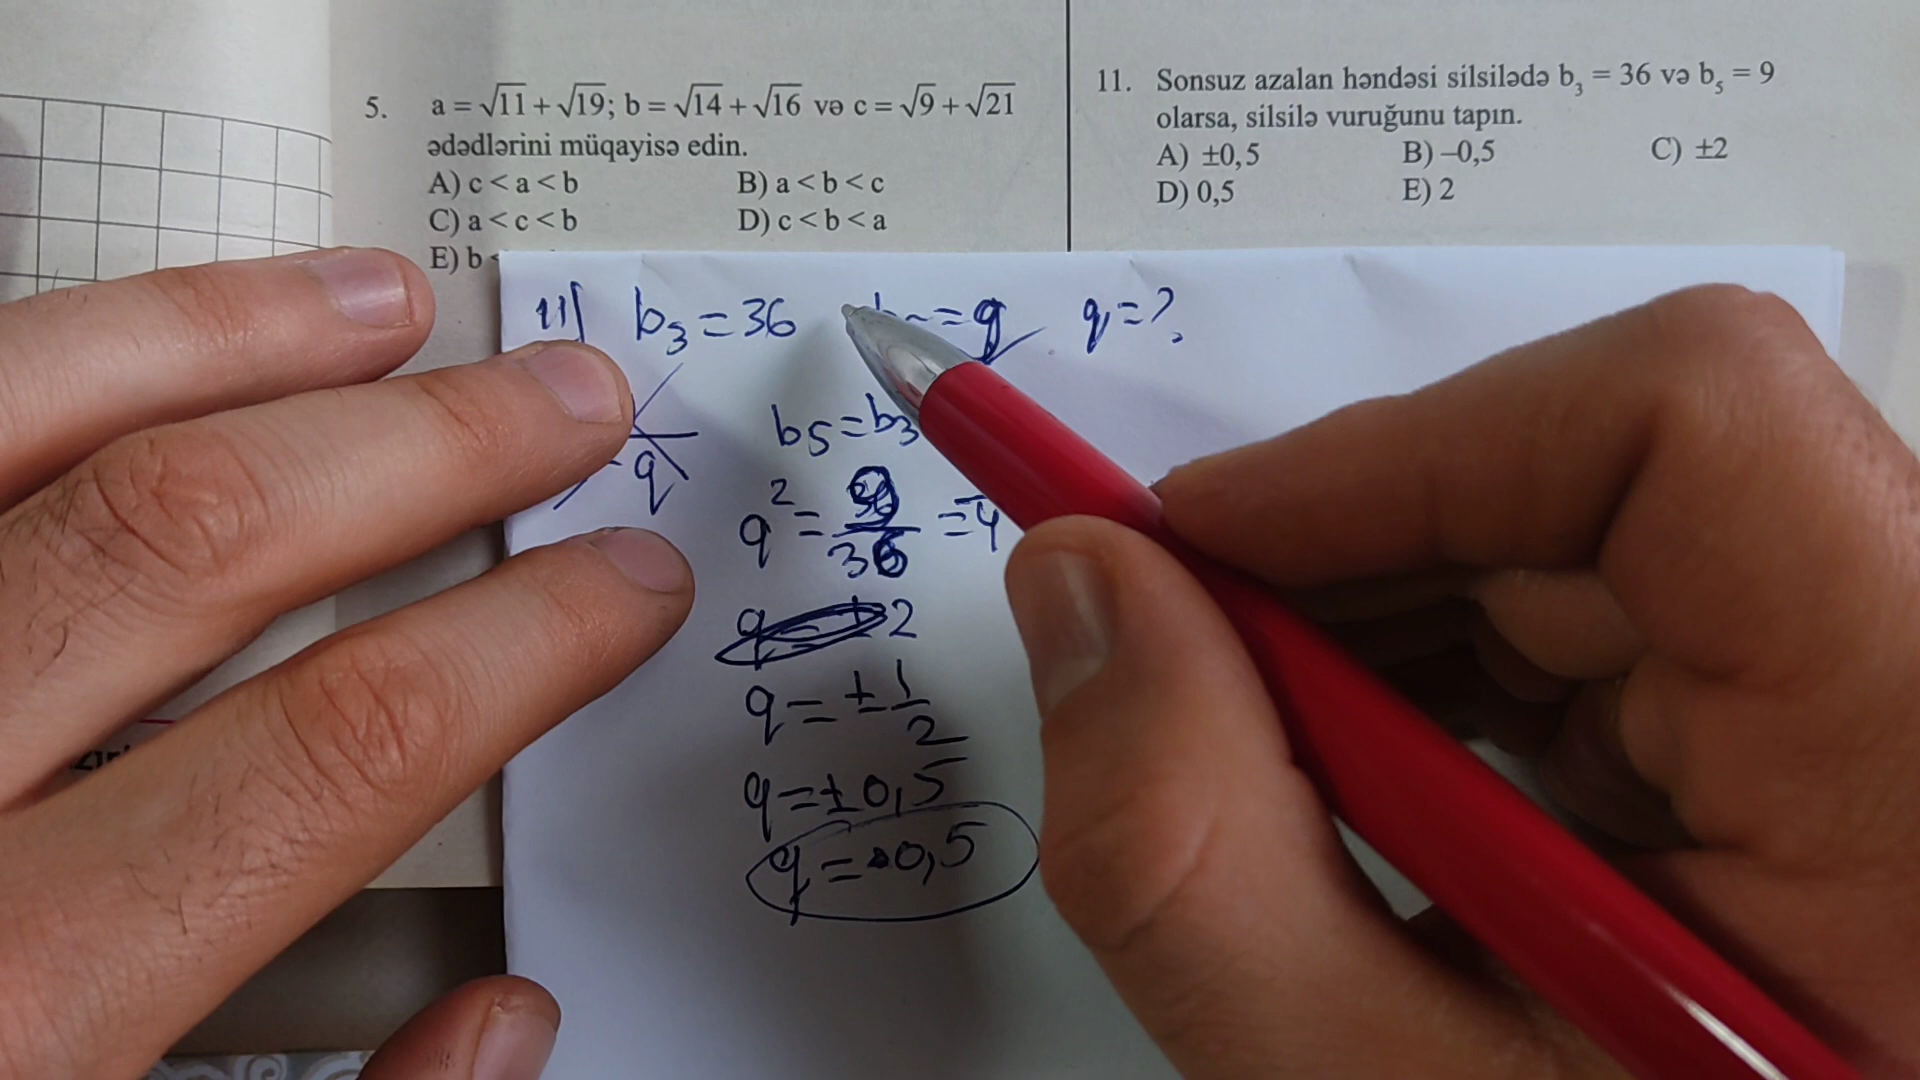 5. a = √11 + √19; b = √14 + √16 və c = √9 + √21
ədədlərini müqayisə edin.
A) c < a < b B) a < b < c
C) a < c < b D) c < b < a
E) b <
11. Sonsuz azalan həndəsi silsilədə b₃ = 36 və b₅ = 9
olarsa, silsilə vuruğunu tapın.
A) ±0,5 B) –0,5 C) ±2
D) 0,5 E) 2
11) b₃ = 36 = 9 q = ?
q
b5 = b3
q² = 9/36 = 4
2
q = ± 1/2
q = ±0,5
q = 0,5